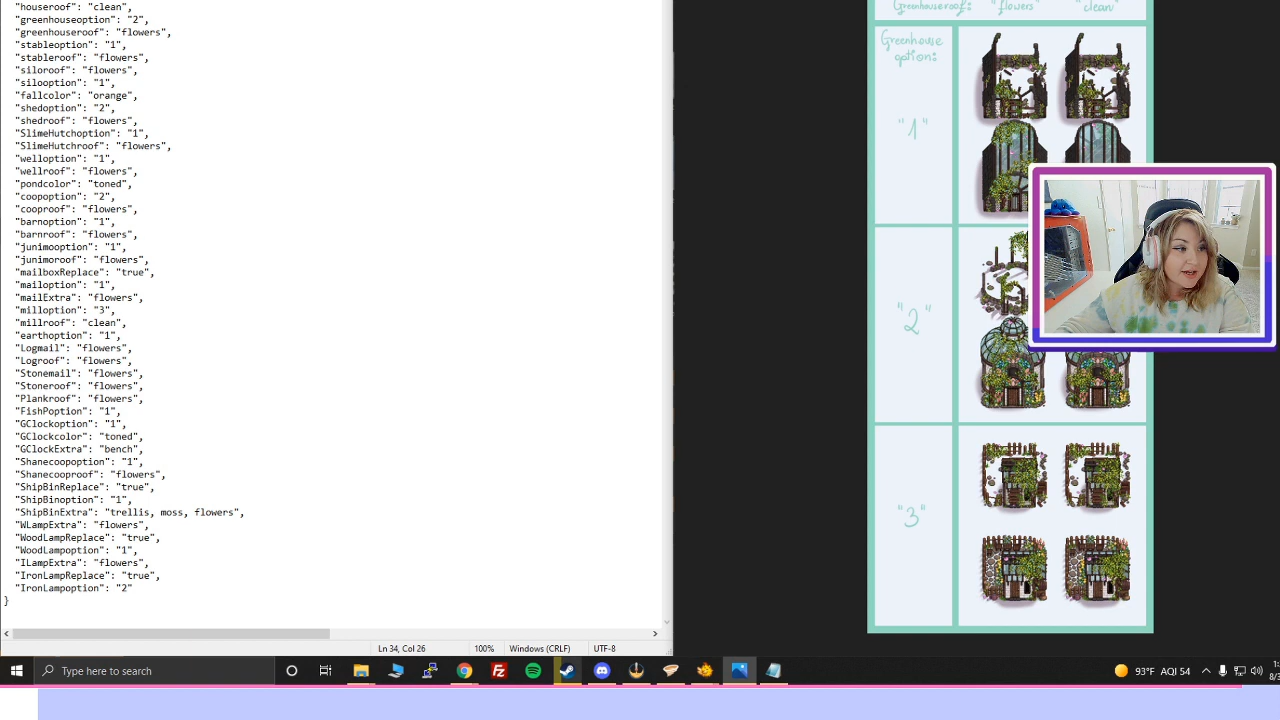 "houseroof": "clean",
"greenhouseoption": "2",
"greenhouseroof": "flowers",
"stableoption": "1",
"stableroof": "flowers",
"siloroof": "flowers",
"silooption": "1",
"fallcolor": "orange",
"shedoption": "2",
"shedroof": "flowers",
"SlimeHutchoption": "1",
"SlimeHutchroof": "flowers",
"welloption": "1",
"wellroof": "flowers",
"pondcolor": "toned",
"coopoption": "2",
"cooproof": "flowers",
"barnoption": "1",
"barnroof": "flowers",
"junimooption": "1",
"junimoroof": "flowers",
"mailboxReplace": "true",
"mailoption": "1",
"mailExtra": "flowers",
"milloption": "3",
"millroof": "clean",
"earthoption": "1",
"Logmail": "flowers",
"Logroof": "flowers",
"Stonemail": "flowers",
"Stoneroof": "flowers",
"Plankroof": "flowers",
"FishPoption": "1",
"GClockoption": "1",
"GClockcolor": "toned",
"GClockExtra": "bench",
"Shanecoopoption": "1",
"Shanecooproof": "flowers",
"ShipBinReplace": "true",
"ShipBinoption": "1",
"ShipBinExtra": "trellis, moss, flowers",
"WLampExtra": "flowers",
"WoodLampReplace": "true",
"WoodLampoption": "1",
"ILampExtra": "flowers",
"IronLampReplace": "true",
"IronLampoption": "2"
}
Ln 34, Col 26
100%
Windows (CRLF)
UTF-8
Greenhouseroof: "flowers" "clean"
Greenhouse
option:
"1"
"2"
"3"
Type here to search
93°F AQI 54